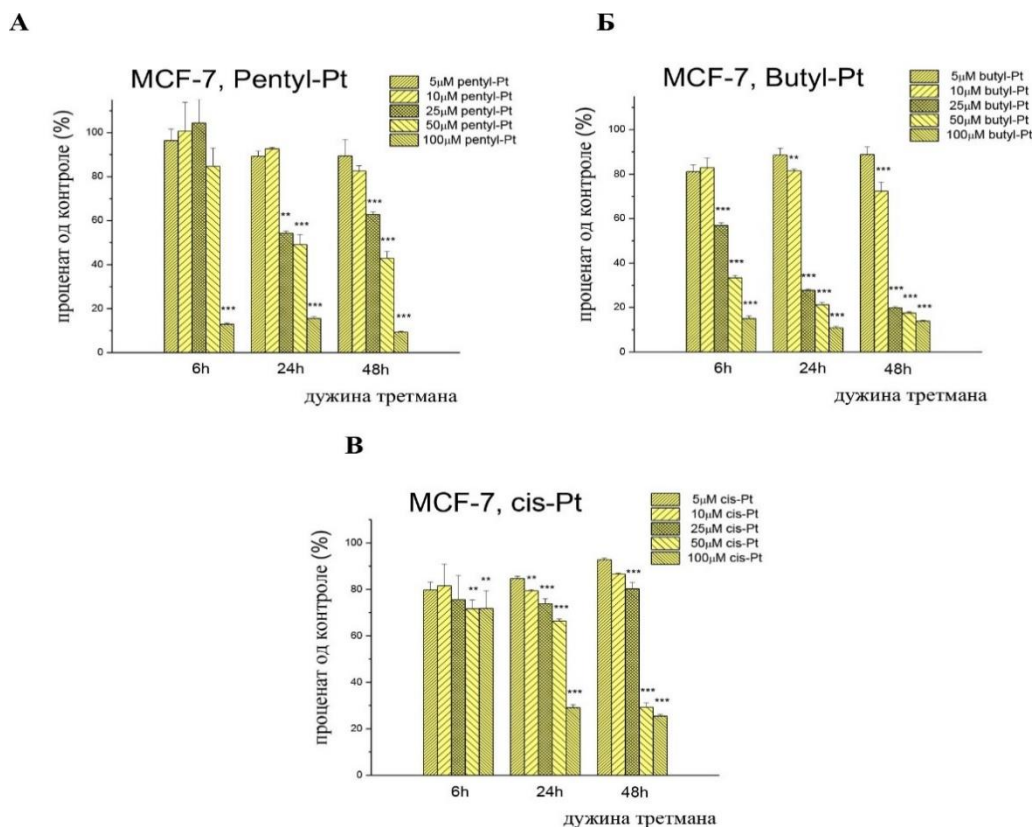 А
MCF-7, Pentyl-Pt
5µM pentyl-Pt
10µM pentyl-Pt
25µM pentyl-Pt
50µM pentyl-Pt
100µM pentyl-Pt
проценат од контроле (%)
100
80
60
40
20
0
** *** *** *** *** *** ***
6h 24h 48h
дужина третмана
Б
MCF-7, Butyl-Pt
5µM butyl-Pt
10µM butyl-Pt
25µM butyl-Pt
50µM butyl-Pt
100µM butyl-Pt
проценат од контроле (%)
100
80
60
40
20
0
*** *** *** ** *** *** *** *** *** *** ***
6h 24h 48h
дужина третмана
В
MCF-7, cis-Pt
5µM cis-Pt
10µM cis-Pt
25µM cis-Pt
50µM cis-Pt
100µM cis-Pt
проценат од контроле (%)
100
80
60
40
20
0
** ** ** *** *** *** *** *** ***
6h 24h 48h
дужина третмана